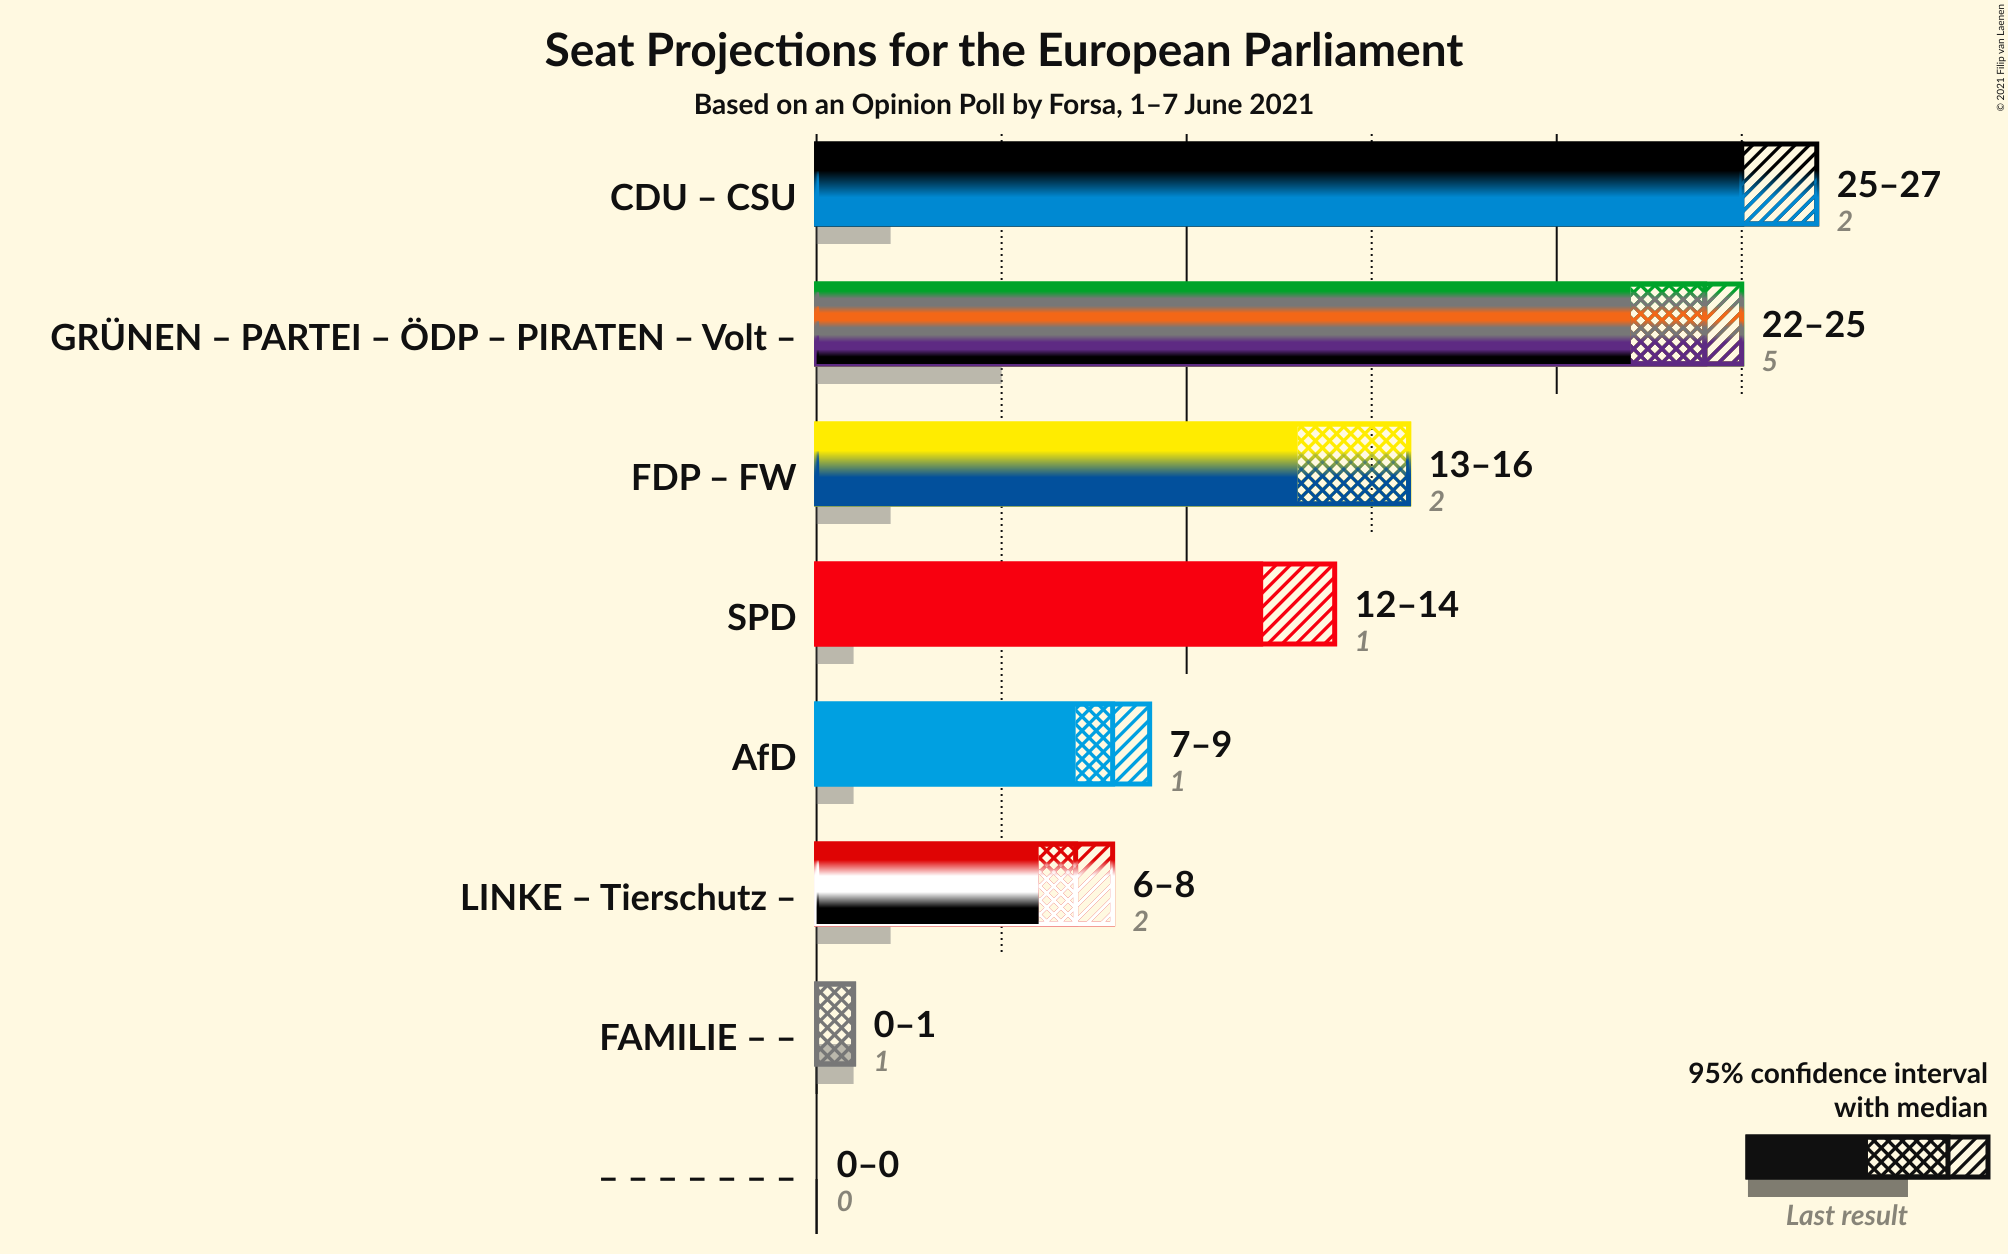 Seat Projections for the European Parliament
Based on an Opinion Poll by Forsa, 1–7 June 2021
© 2021 Filip van Laenen
CDU – CSU
25–27
2
GRÜNEN – PARTEI – ÖDP – PIRATEN – Volt –
22–25
5
FDP – FW
13–16
2
SPD
12–14
1
AfD
7–9
1
LINKE – Tierschutz –
6–8
2
FAMILIE – –
0–1
1
– – – – – – –
0–0
0
95% confidence interval
with median
Last result